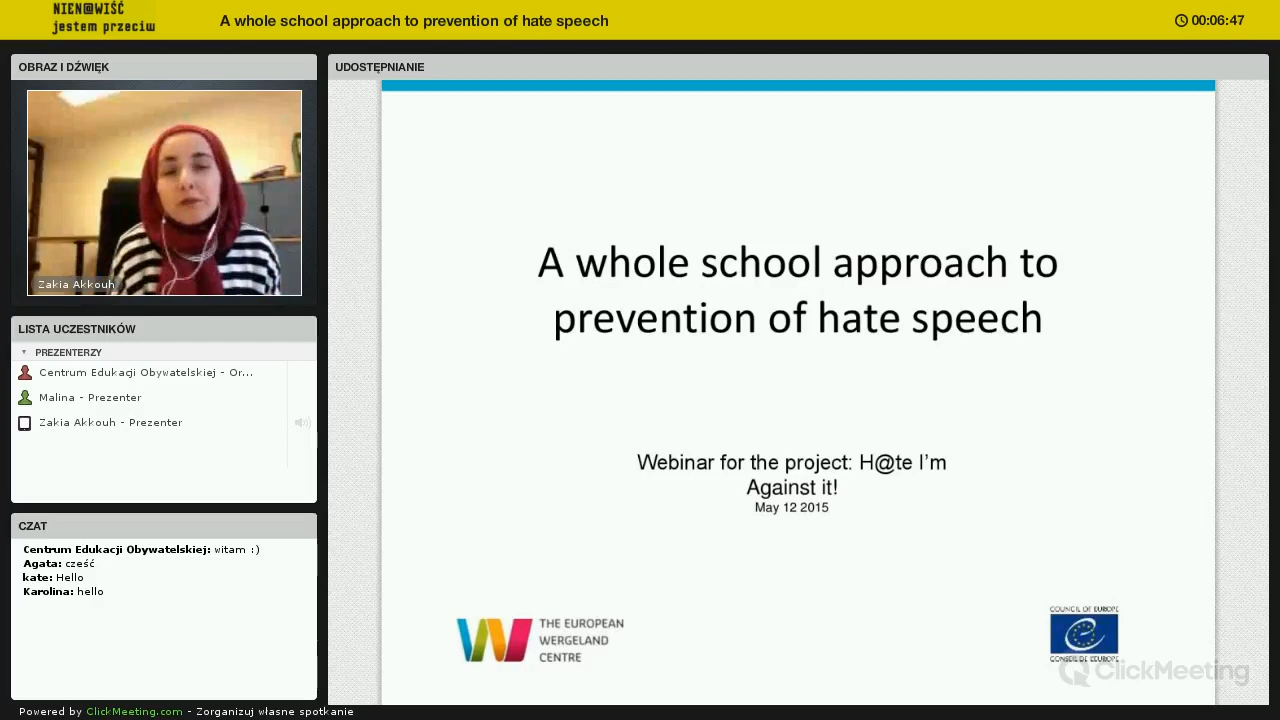 NIEN@WIŚĆ
jestem przeciw
A whole school approach to prevention of hate speech
00:06:47
OBRAZ I DŹWIĘK
Zakia Akkouh
LISTA UCZESTNIKÓW
PREZENTERZY
Centrum Edukacji Obywatelskiej - Or...
Malina - Prezenter
Zakia Akkouh - Prezenter
CZAT
Centrum Edukacji Obywatelskiej: witam :)
Agata: cześć
kate: Hello
Karolina: hello
Powered by ClickMeeting.com - Zorganizuj własne spotkanie
UDOSTĘPNIANIE
A whole school approach to
prevention of hate speech
Webinar for the project: H@te I'm
Against it!
May 12 2015
THE EUROPEAN
WERGELAND
CENTRE
COUNCIL OF EUROPE
CONSEIL DE L'EUROPE
ClickMeeting